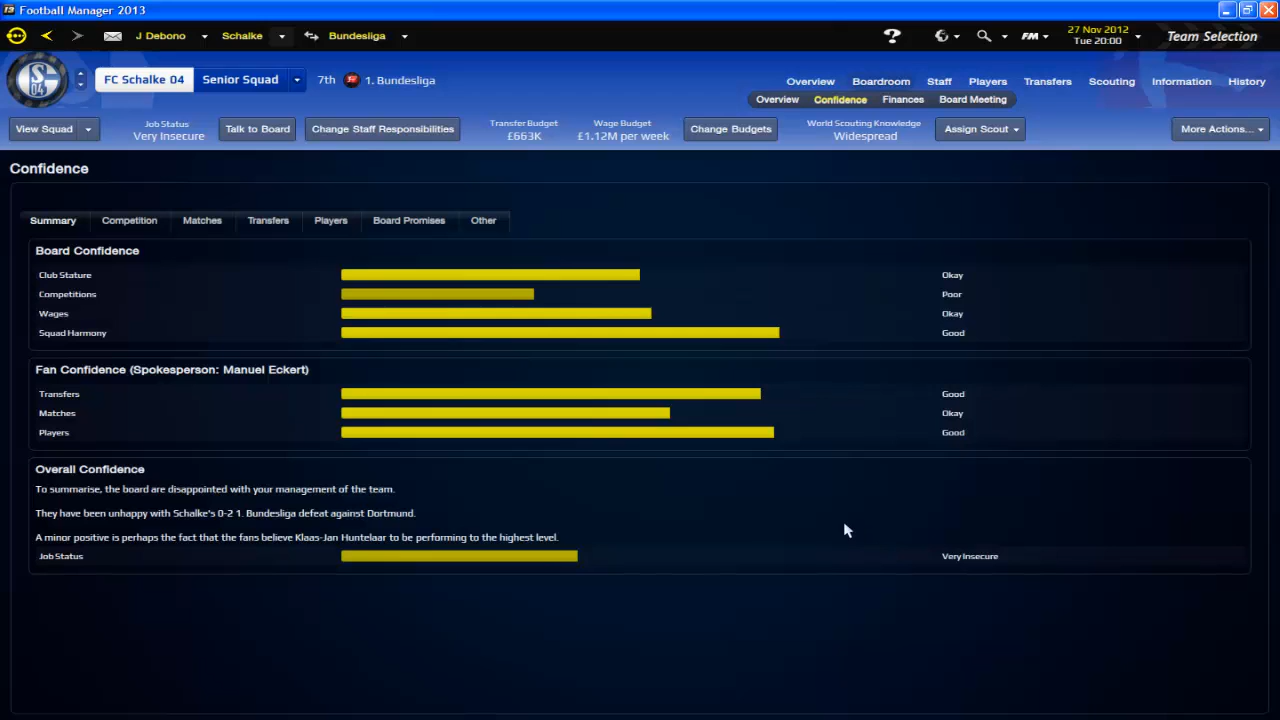 Football Manager 2013
J Debono Schalke Bundesliga FM 27 Nov 2012 Tue 20:00 Team Selection
FC Schalke 04 Senior Squad 7th 1. Bundesliga
Overview Boardroom Staff Players Transfers Scouting Information History
Overview Confidence Finances Board Meeting
View Squad
Job Status
Very Insecure
Talk to Board
Change Staff Responsibilities
Transfer Budget
£663K
Wage Budget
£1.12M per week
Change Budgets
World Scouting Knowledge
Widespread
Assign Scout
More Actions...
Confidence
Summary Competition Matches Transfers Players Board Promises Other
Board Confidence
Club Stature Okay
Competitions Poor
Wages Okay
Squad Harmony Good
Fan Confidence (Spokesperson: Manuel Eckert)
Transfers Good
Matches Okay
Players Good
Overall Confidence
To summarise, the board are disappointed with your management of the team.
They have been unhappy with Schalke's 0-2 1. Bundesliga defeat against Dortmund.
A minor positive is perhaps the fact that the fans believe Klaas-Jan Huntelaar to be performing to the highest level.
Job Status Very Insecure